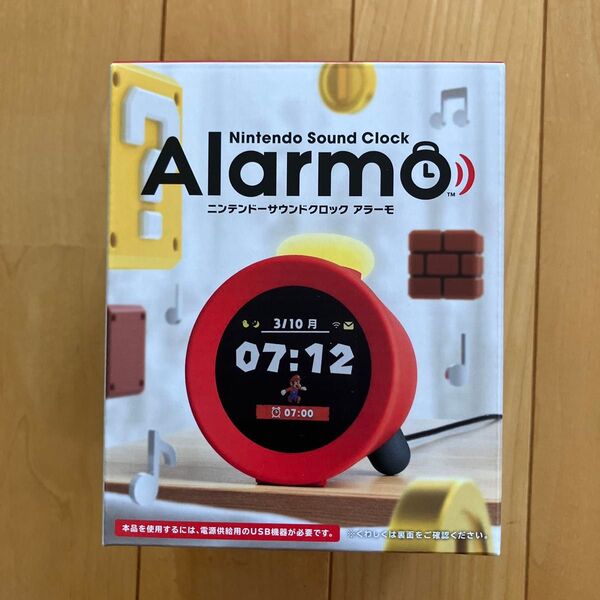 Nintendo Sound Clock
Alarmo
TM
ニンテンドーサウンドクロック アラーモ
3/10 月
07:12
07:00
本品を使用するには、電源供給用のUSB機器が必要です。
※くわしくは裏面をご確認ください。